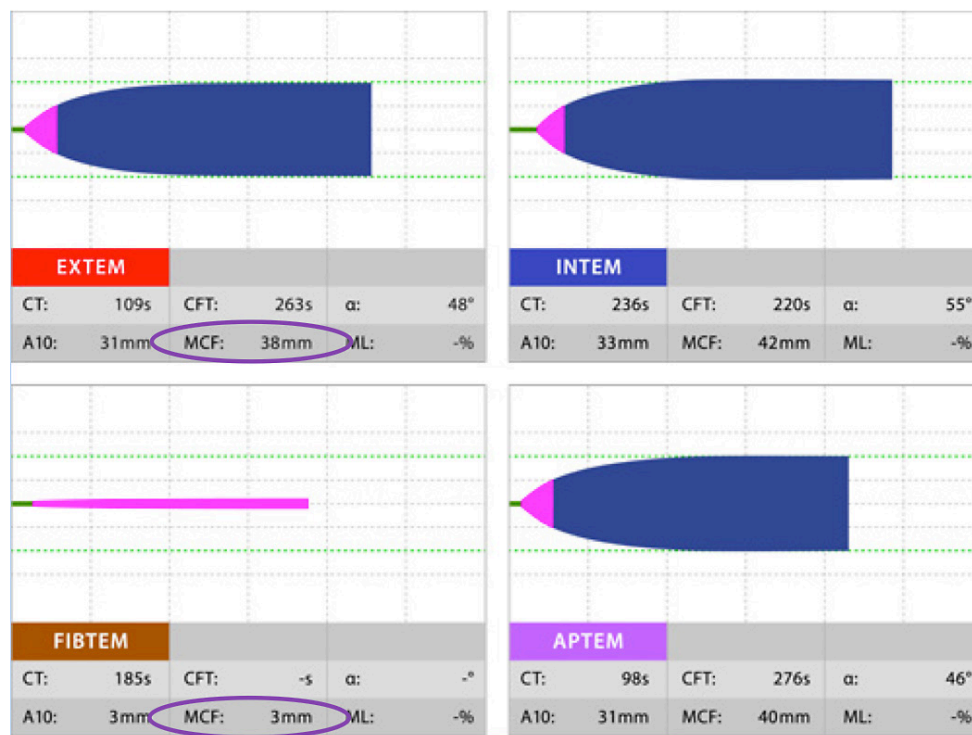 EXTEM
CT: 109s CFT: 263s α: 48°
A10: 31mm MCF: 38mm ML: -%
INTEM
CT: 236s CFT: 220s α: 55°
A10: 33mm MCF: 42mm ML: -%
FIBTEM
CT: 185s CFT: -s α: -°
A10: 3mm MCF: 3mm ML: -%
APTEM
CT: 98s CFT: 276s α: 46°
A10: 31mm MCF: 40mm ML: -%